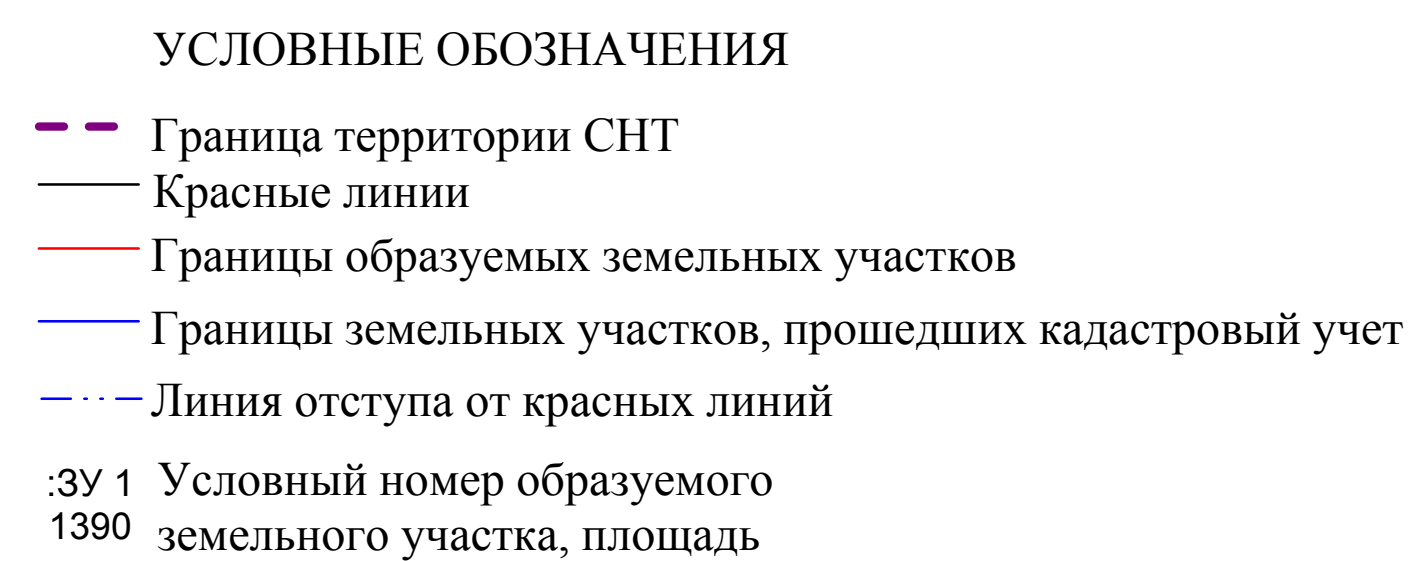 УСЛОВНЫЕ ОБОЗНАЧЕНИЯ
Граница территории СНТ
Красные линии
Границы образуемых земельных участков
Границы земельных участков, прошедших кадастровый учет
Линия отступа от красных линий
:ЗУ 1 Условный номер образуемого
1390 земельного участка, площадь